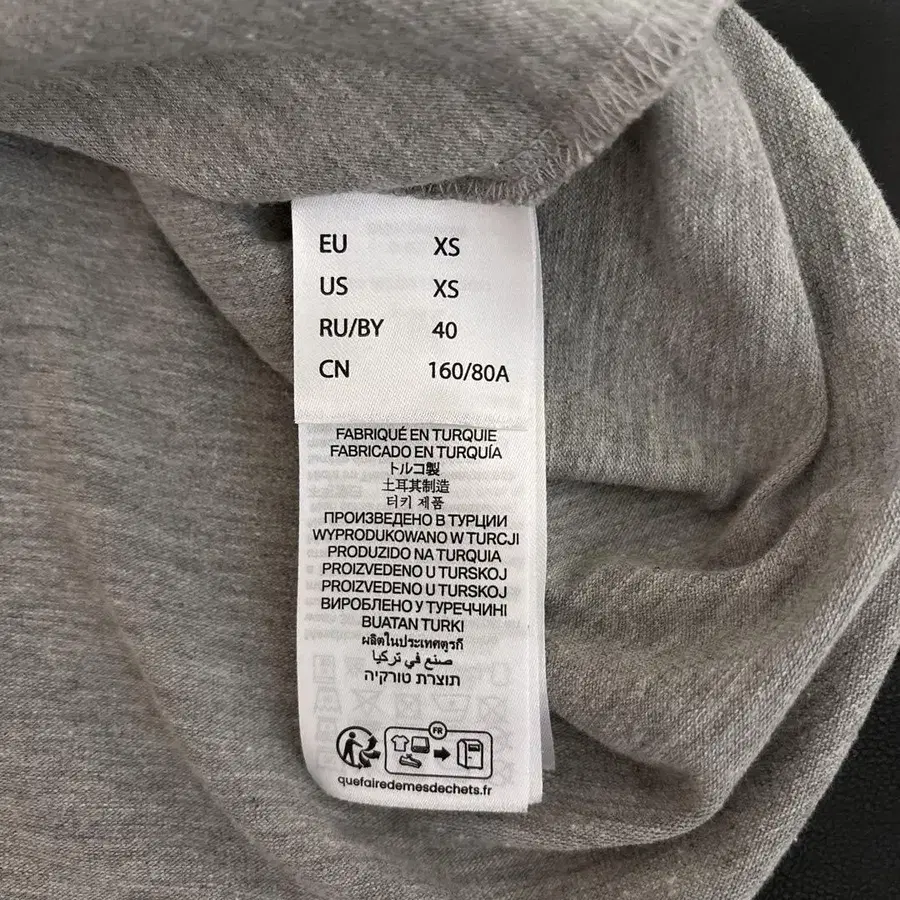 EU XS
US XS
RU/BY 40
CN 160/80A
FABRIQUÉ EN TURQUIE
FABRICADO EN TURQUÍA
トルコ製
土耳其制造
터키 제품
ПРОИЗВЕДЕНО В ТУРЦИИ
WYPRODUKOWANO W TURCJI
PRODUZIDO NA TURQUIA
PROIZVEDENO U TURSKOJ
PROIZVEDENO U TURSKOJ
ВИРОБЛЕНО У ТУРЕЧЧИНІ
BUATAN TURKI
ผลิตในประเทศตุรกี
صنع في تركيا
תוצרת טורקיה
FR
quefairedemesdechets.fr